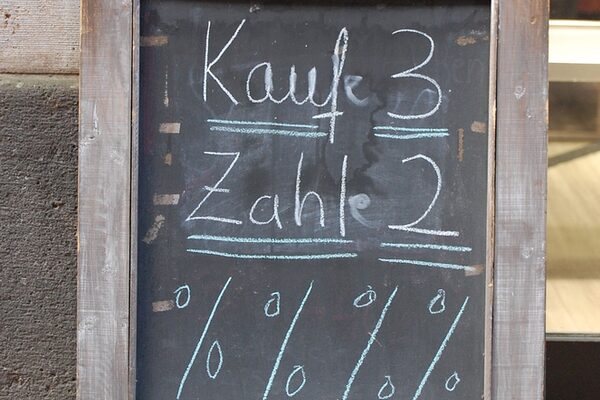 Kaufe 3
Zahle 2
% % % %